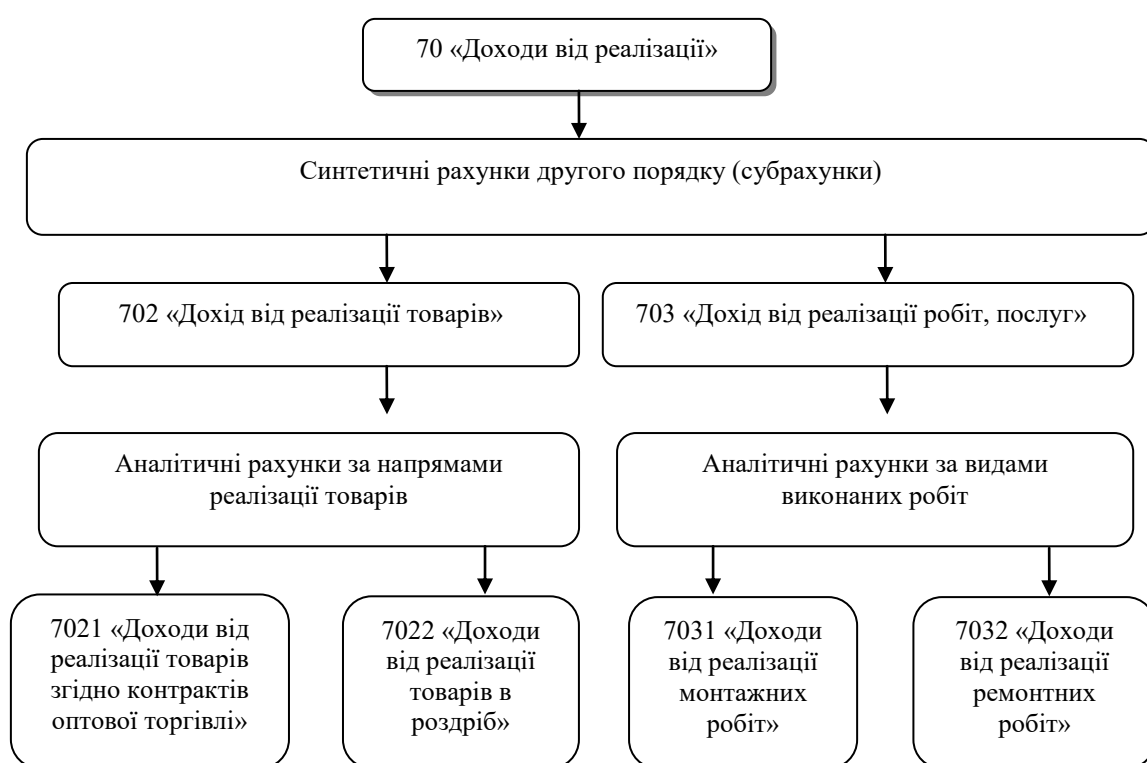 70 «Доходи від реалізації»
Синтетичні рахунки другого порядку (субрахунки)
702 «Дохід від реалізації товарів»
703 «Дохід від реалізації робіт, послуг»
Аналітичні рахунки за напрямами
реалізації товарів
Аналітичні рахунки за видами
виконаних робіт
7021 «Доходи від
реалізації товарів
згідно контрактів
оптової торгівлі»
7022 «Доходи
від реалізації
товарів в
роздріб»
7031 «Доходи
від реалізації
монтажних
робіт»
7032 «Доходи
від реалізації
ремонтних
робіт»